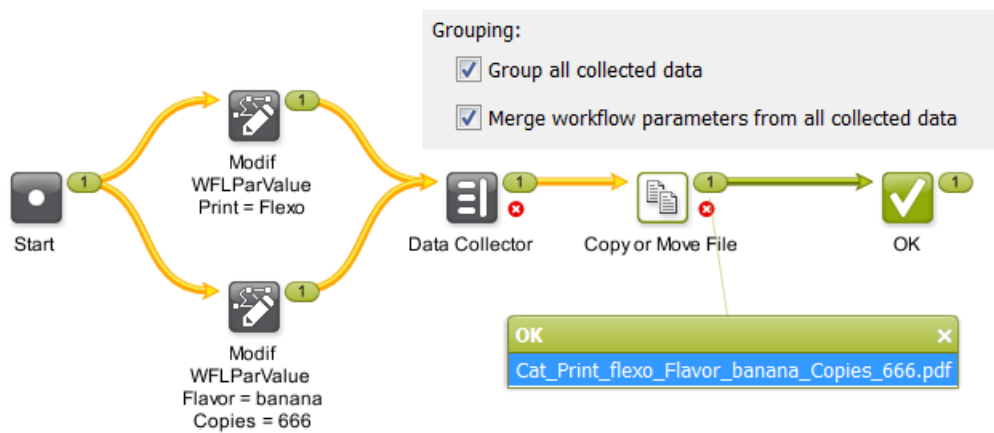 Grouping:
Group all collected data
Merge workflow parameters from all collected data
1
Modif
WFLParValue
Print = Flexo
1
Start
1
Data Collector
1
Copy or Move File
1
OK
1
Modif
WFLParValue
Flavor = banana
Copies = 666
OK
Cat_Print_flexo_Flavor_banana_Copies_666.pdf